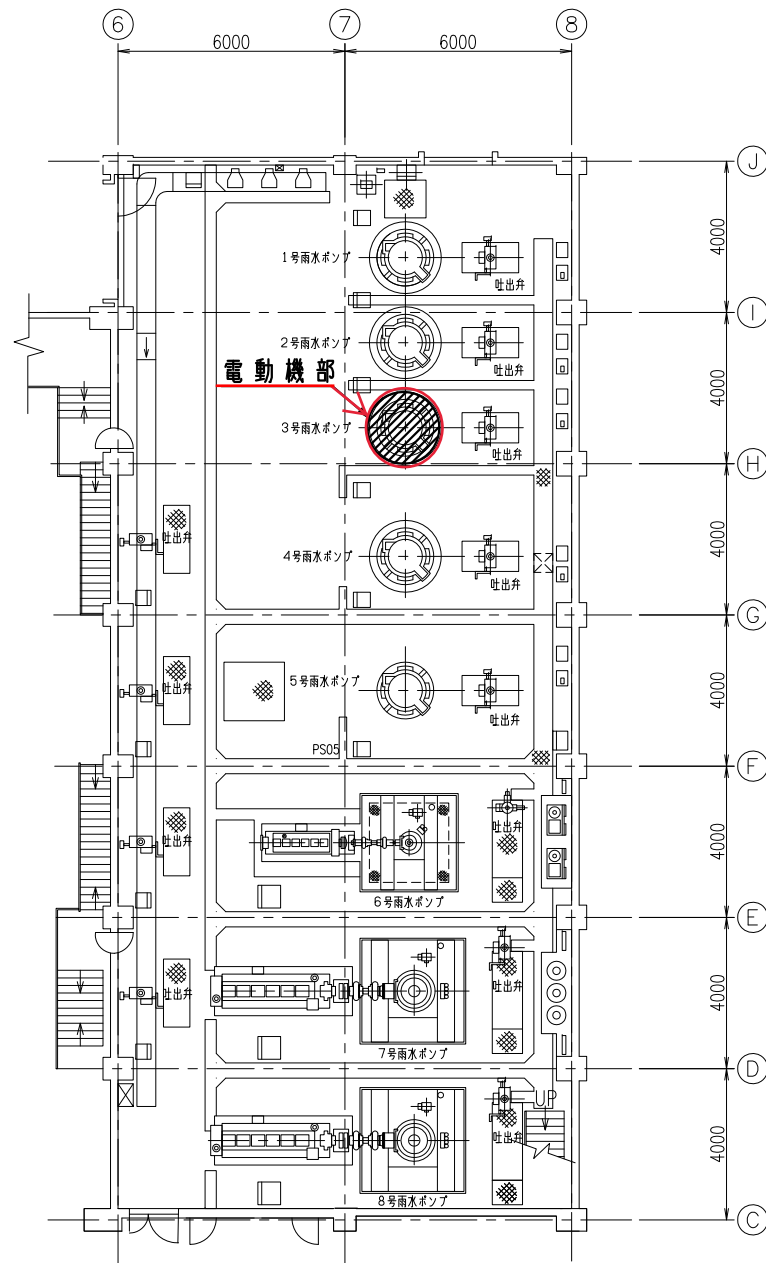 6 7 8
6000 6000
J
4000
1号雨水ポンプ
吐出弁
I
2号雨水ポンプ
吐出弁
電動機部
4000
3号雨水ポンプ
吐出弁
H
吐出弁
4号雨水ポンプ
吐出弁
4000
G
5号雨水ポンプ
吐出弁
吐出弁
4000
PS05
F
吐出弁
吐出弁
4000
6号雨水ポンプ
E
吐出弁
吐出弁
4000
7号雨水ポンプ
D
UP
吐出弁
4000
8号雨水ポンプ
C